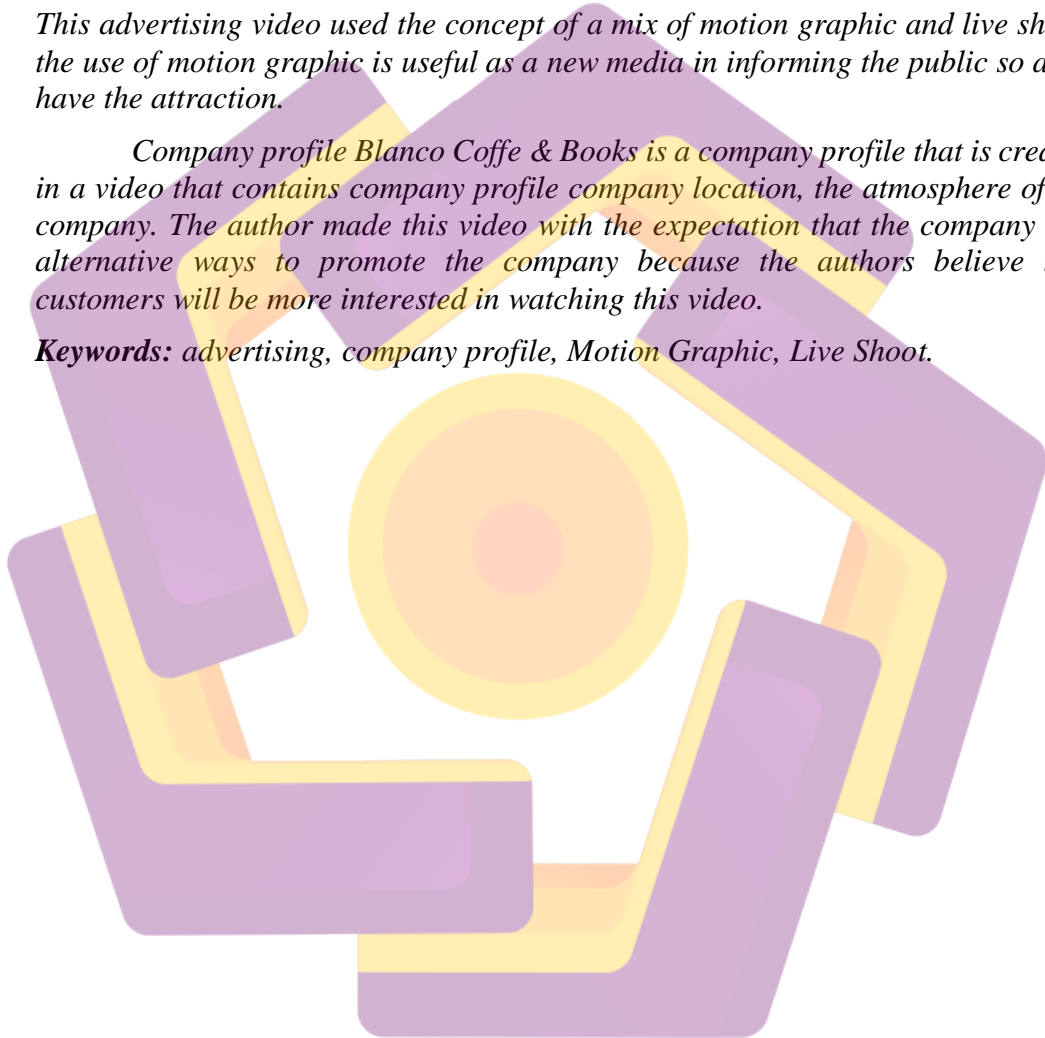 This advertising video used the concept of a mix of motion graphic and live sh
the use of motion graphic is useful as a new media in informing the public so a
have the attraction.
Company profile Blanco Coffe & Books is a company profile that is crea
in a video that contains company profile company location, the atmosphere of
company. The author made this video with the expectation that the company
alternative ways to promote the company because the authors believe
customers will be more interested in watching this video.
Keywords: advertising, company profile, Motion Graphic, Live Shoot.